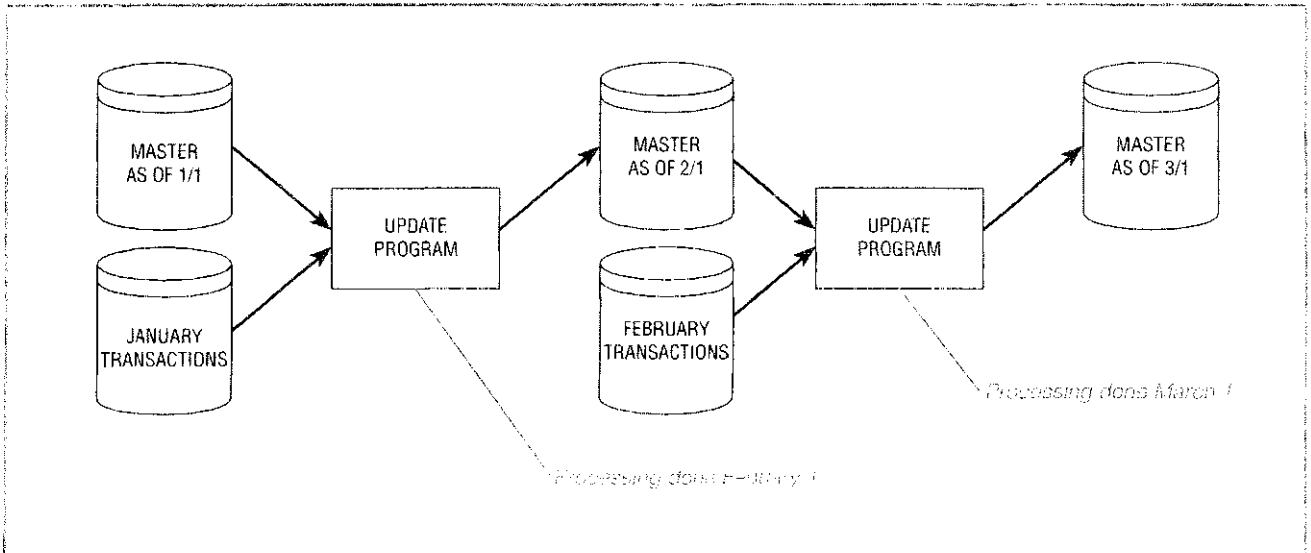 MASTER
AS OF 1/1
JANUARY
TRANSACTIONS
UPDATE
PROGRAM
MASTER
AS OF 2/1
FEBRUARY
TRANSACTIONS
UPDATE
PROGRAM
MASTER
AS OF 3/1
Processing done March 1
Processing done